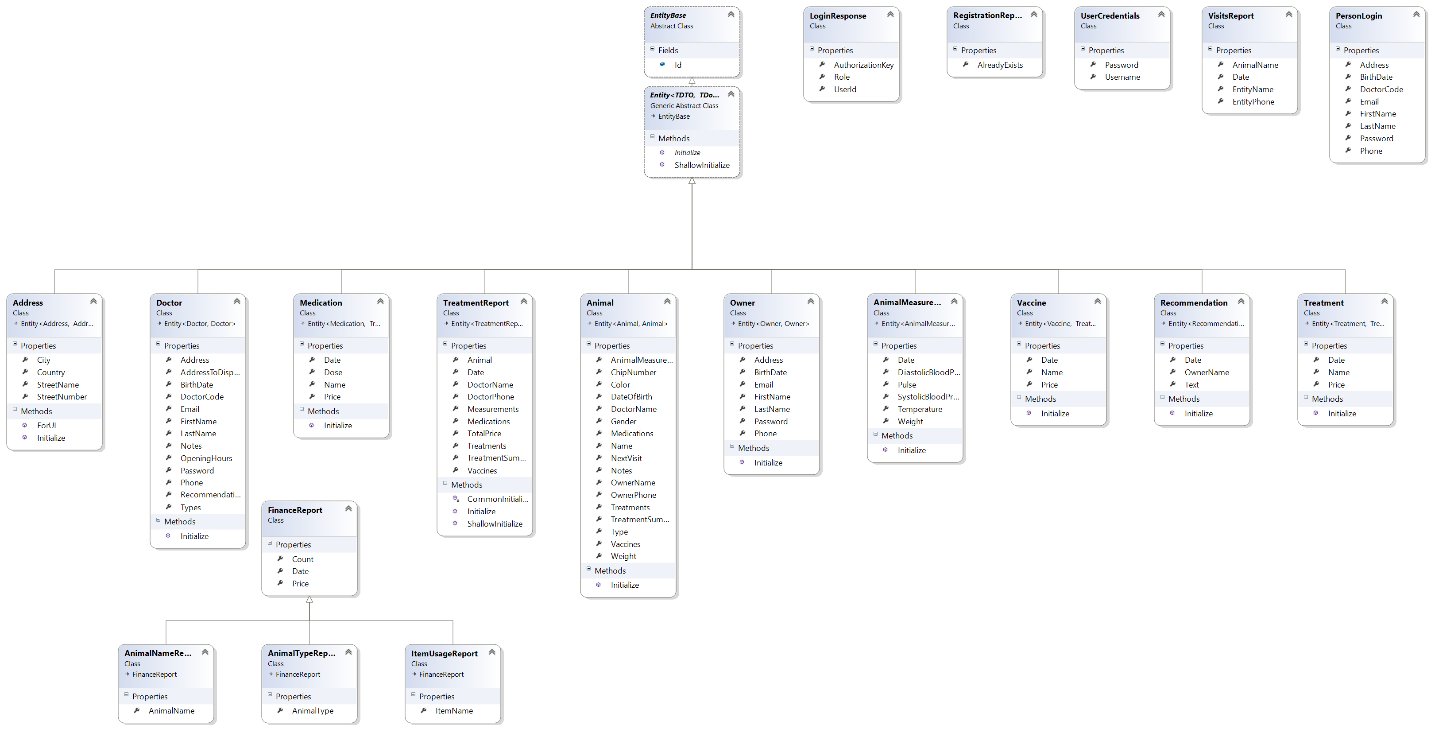 EntityBase
Abstract Class
Fields
Id
LoginResponse
Class
Properties
AuthorizationKey
Role
UserId
RegistrationRep...
Class
Properties
AlreadyExists
UserCredentials
Class
Properties
Password
Username
VisitsReport
Class
Properties
AnimalName
Date
EntityName
EntityPhone
PersonLogin
Class
Properties
Address
BirthDate
DoctorCode
Email
FirstName
LastName
Password
Phone
Entity<TDTO, TDo...
Generic Abstract Class
EntityBase
Methods
Initialize
ShallowInitialize
Address
Class
Entity<Address, Addr...
Properties
City
Country
StreetName
StreetNumber
Methods
ForUI
Initialize
Doctor
Class
Entity<Doctor, Doctor>
Properties
Address
AddressToDisp...
BirthDate
DoctorCode
Email
FirstName
LastName
Notes
OpeningHours
Password
Phone
Recommendati...
Types
Methods
Initialize
Medication
Class
Entity<Medication, Tr...
Properties
Date
Dose
Name
Price
Methods
Initialize
TreatmentReport
Class
Entity<TreatmentRep...
Properties
Animal
Date
DoctorName
DoctorPhone
Measurements
Medications
TotalPrice
Treatments
TreatmentSum...
Vaccines
Methods
CommonInitiali...
Initialize
ShallowInitialize
Animal
Class
Entity<Animal, Animal>
Properties
AnimalMeasure...
ChipNumber
Color
DateOfBirth
DoctorName
Gender
Medications
Name
NextVisit
Notes
OwnerName
OwnerPhone
Treatments
TreatmentSum...
Type
Vaccines
Weight
Methods
Initialize
Owner
Class
Entity<Owner, Owner>
Properties
Address
BirthDate
Email
FirstName
LastName
Password
Phone
Methods
Initialize
AnimalMeasure...
Class
Entity<AnimalMeasur...
Properties
Date
DiastolicBloodP...
Pulse
SystolicBloodPr...
Temperature
Weight
Methods
Initialize
Vaccine
Class
Entity<Vaccine, Treat...
Properties
Date
Name
Price
Methods
Initialize
Recommendation
Class
Entity<Recommendati...
Properties
Date
OwnerName
Text
Methods
Initialize
Treatment
Class
Entity<Treatment, Tre...
Properties
Date
Name
Price
Methods
Initialize
FinanceReport
Class
Properties
Count
Date
Price
AnimalNameRe...
Class
FinanceReport
Properties
AnimalName
AnimalTypeRep...
Class
FinanceReport
Properties
AnimalType
ItemUsageReport
Class
FinanceReport
Properties
ItemName